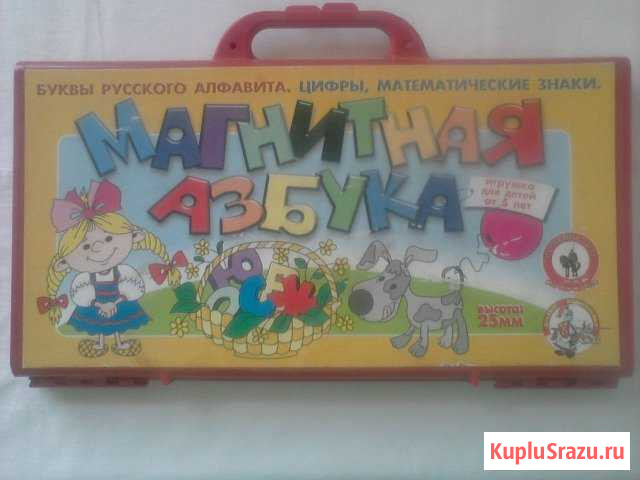 БУКВЫ РУССКОГО АЛФАВИТА. ЦИФРЫ, МАТЕМАТИЧЕСКИЕ ЗНАКИ.
МАГНИТНАЯ
АЗБУКА
игрушка
для детей
от 5 лет
ВЫСОТА:
25ММ
KupluSrazu.ru